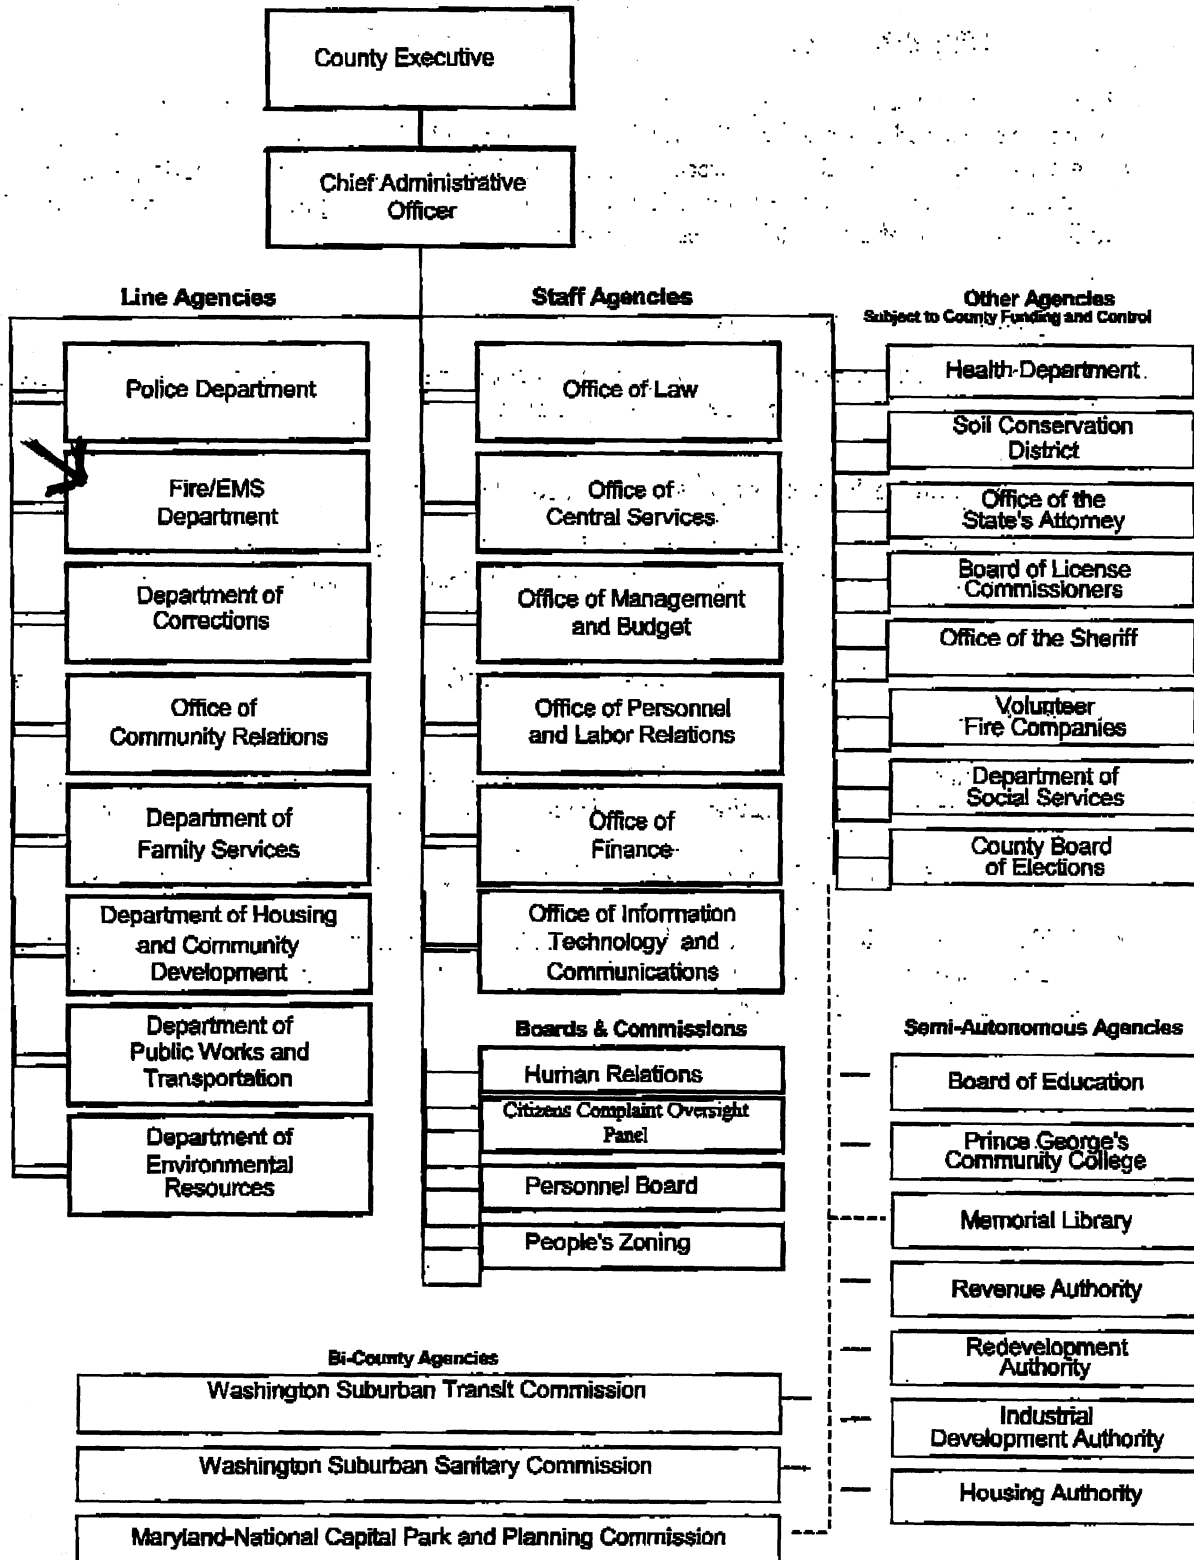 County Executive
Chief Administrative
Officer
Line Agencies
Police Department
Fire/EMS
Department
Department of
Corrections
Office of
Community Relations
Department of
Family Services
Department of Housing
and Community
Development
Department of
Public Works and
Transportation
Department of
Environmental
Resources
Staff Agencies
Office of Law
Office of
Central Services
Office of Management
and Budget
Office of Personnel
and Labor Relations
Office of
Finance
Office of Information
Technology and
Communications
Boards & Commissions
Human Relations
Citizens Complaint Oversight
Panel
Personnel Board
People's Zoning
Other Agencies
Subject to County Funding and Control
Health Department
Soil Conservation
District
Office of the
State's Attorney
Board of License
Commissioners
Office of the Sheriff
Volunteer
Fire Companies
Department of
Social Services
County Board
of Elections
Semi-Autonomous Agencies
Board of Education
Prince George's
Community College
Memorial Library
Revenue Authority
Redevelopment
Authority
Industrial
Development Authority
Housing Authority
Bi-County Agencies
Washington Suburban Transit Commission
Washington Suburban Sanitary Commission
Maryland-National Capital Park and Planning Commission